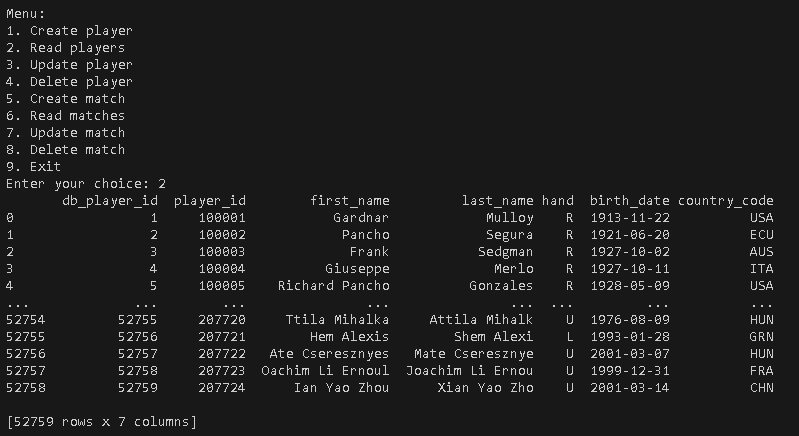 Menu:
1. Create player
2. Read players
3. Update player
4. Delete player
5. Create match
6. Read matches
7. Update match
8. Delete match
9. Exit
Enter your choice: 2
       db_player_id  player_id        first_name         last_name hand  birth_date country_code
0                 1     100001           Gardnar            Mulloy    R  1913-11-22          USA
1                 2     100002            Pancho            Segura    R  1921-06-20          ECU
2                 3     100003             Frank           Sedgman    R  1927-10-02          AUS
3                 4     100004          Giuseppe             Merlo    R  1927-10-11          ITA
4                 5     100005    Richard Pancho          Gonzales    R  1928-05-09          USA
...             ...        ...               ...               ...  ...         ...          ...
52754         52755     207720     Ttila Mihalka     Attila Mihalk    U  1976-08-09          HUN
52755         52756     207721        Hem Alexis       Shem Alexi    L  1993-01-28          GRN
52756         52757     207722   Ate Cseresznyes   Mate Cseresznye    U  2001-03-07          HUN
52757         52758     207723  Oachim Li Ernoul  Joachim Li Ernou    U  1999-12-31          FRA
52758         52759     207724      Ian Yao Zhou      Xian Yao Zho    U  2001-03-14          CHN
[52759 rows x 7 columns]